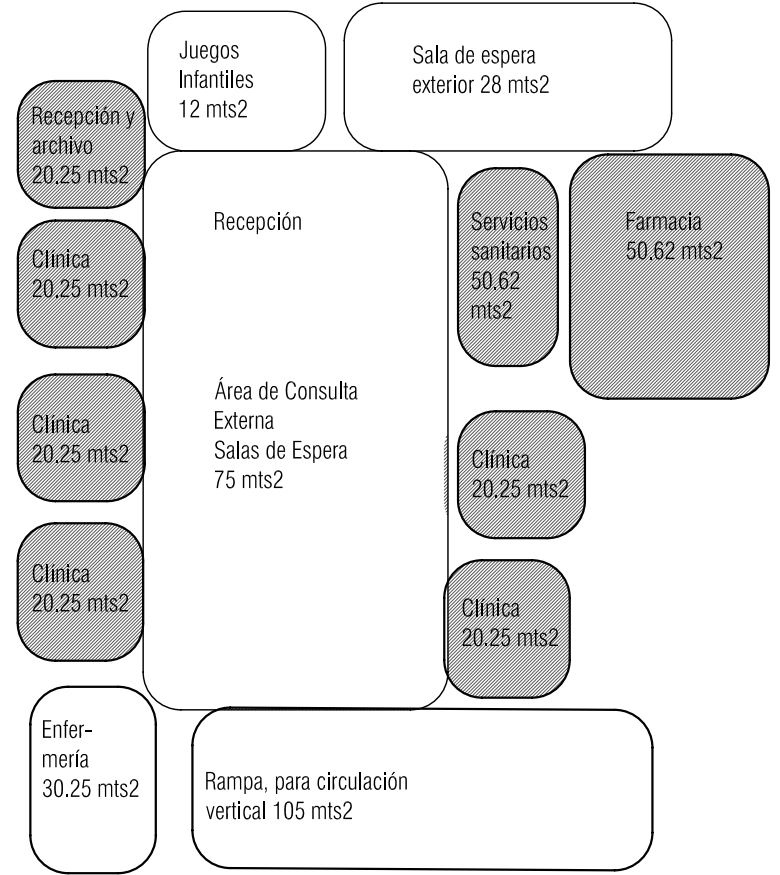 Juegos
Infantiles
12 mts2
Sala de espera
exterior 28 mts2
Recepción y
archivo
20.25 mts2
Recepción
Servicios
sanitarios
50.62
mts2
Farmacia
50.62 mts2
Clínica
20.25 mts2
Área de Consulta
Externa
Salas de Espera
75 mts2
Clínica
20.25 mts2
Clínica
20.25 mts2
Clínica
20.25 mts2
Clínica
20.25 mts2
Enfer-
mería
30.25 mts2
Rampa, para circulación
vertical 105 mts2